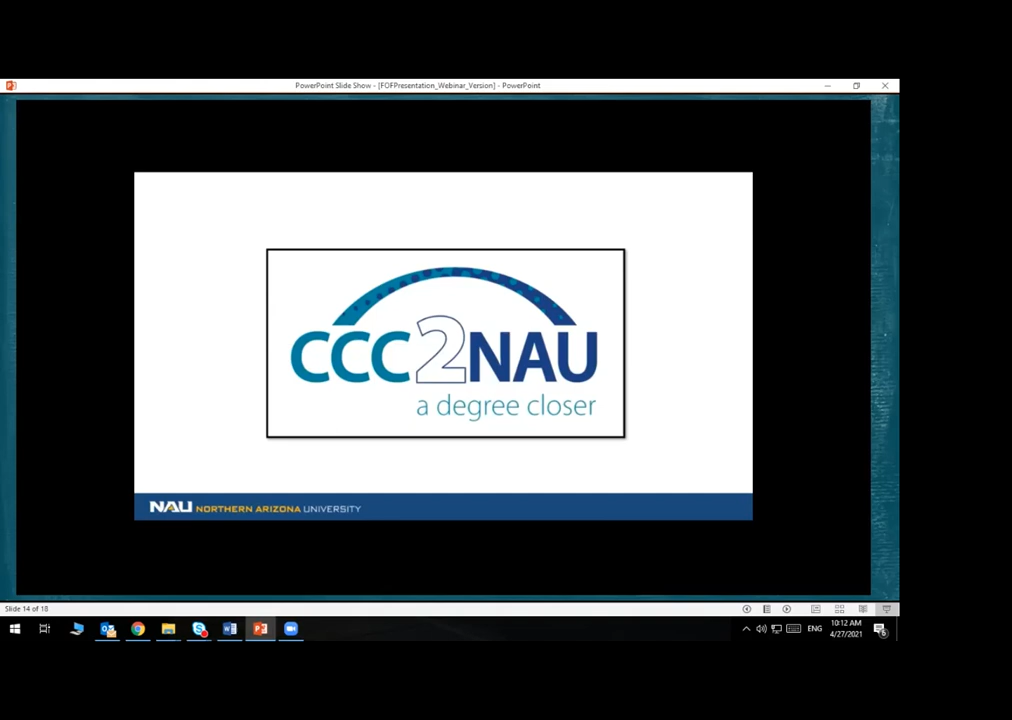 PowerPoint Slide Show - [FOFPresentation_Webinar_Version] - PowerPoint
CCC2NAU
a degree closer
NAU NORTHERN ARIZONA UNIVERSITY
Slide 14 of 18
ENG
10:12 AM
4/27/2021